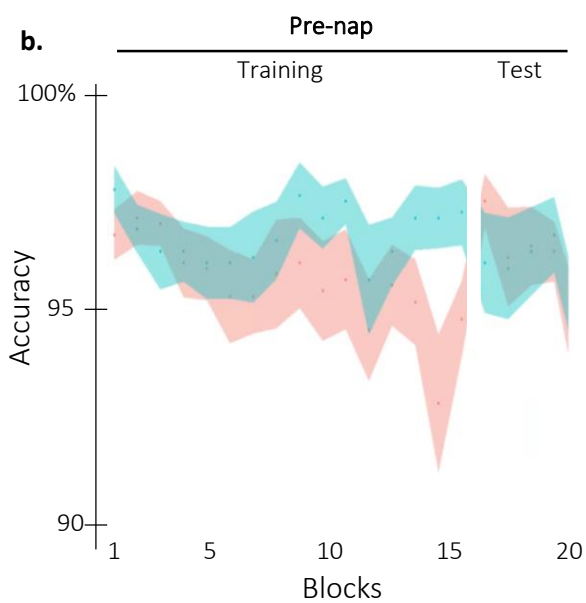 b.
Pre-nap
Training Test
100%
95
90
Accuracy
1 5 10 15 20
Blocks